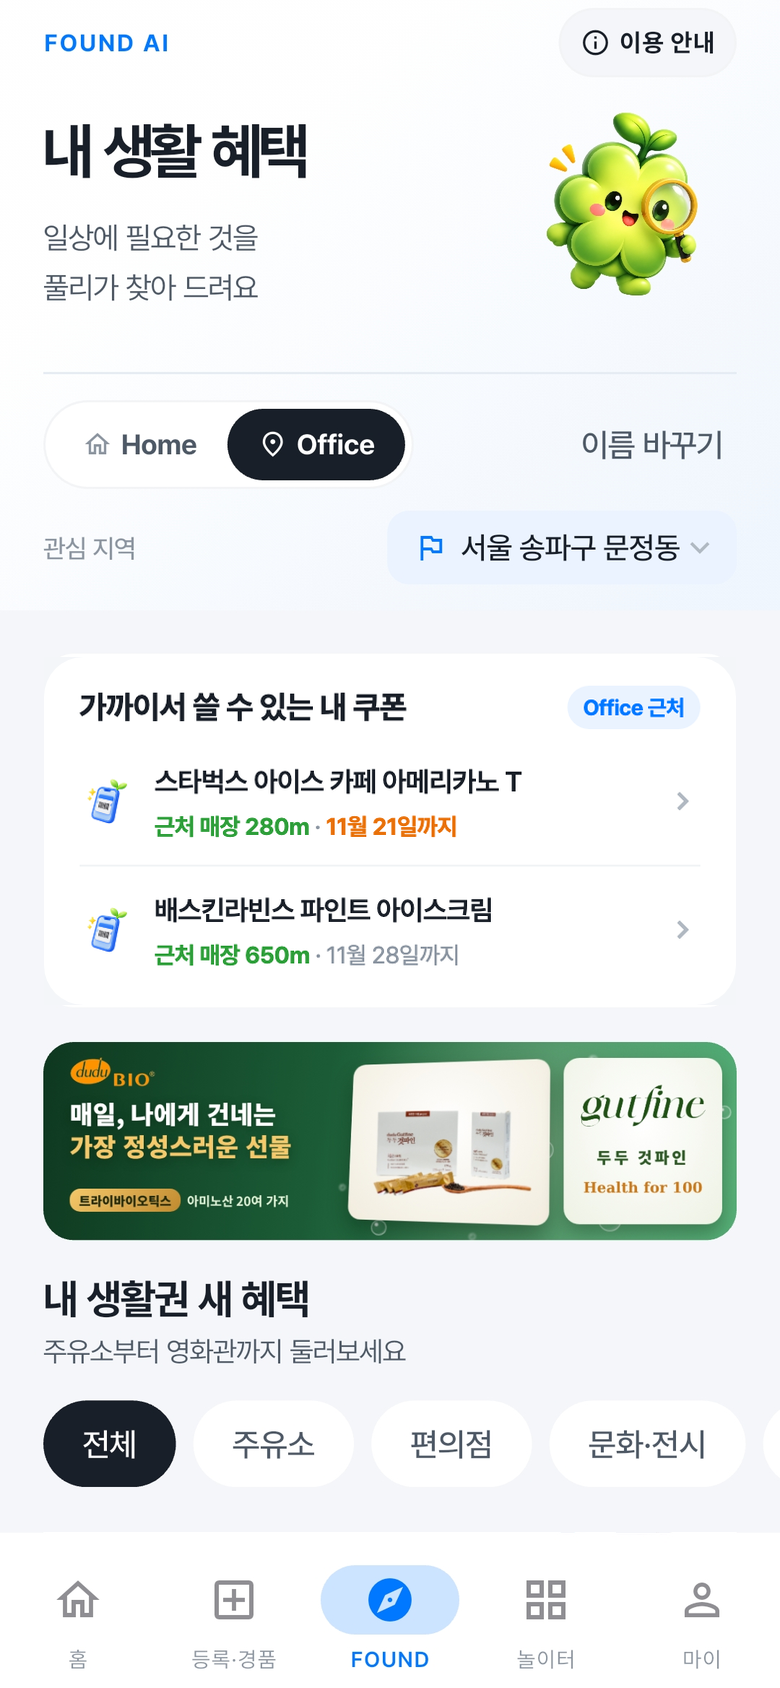 FOUND AI
이용 안내
내 생활 혜택
일상에 필요한 것을
풀리가 찾아 드려요
Home
Office
이름 바꾸기
관심 지역
서울 송파구 문정동
가까이서 쓸 수 있는 내 쿠폰
Office 근처
스타벅스 아이스 카페 아메리카노 T
근처 매장 280m · 11월 21일까지
배스킨라빈스 파인트 아이스크림
근처 매장 650m · 11월 28일까지
dudu BIO®
매일, 나에게 건네는
가장 정성스러운 선물
트라이바이오틱스 아미노산 20여 가지
gutfine
두두 것파인
Health for 100
내 생활권 새 혜택
주유소부터 영화관까지 둘러보세요
전체
주유소
편의점
문화·전시
홈
등록·경품
FOUND
놀이터
마이